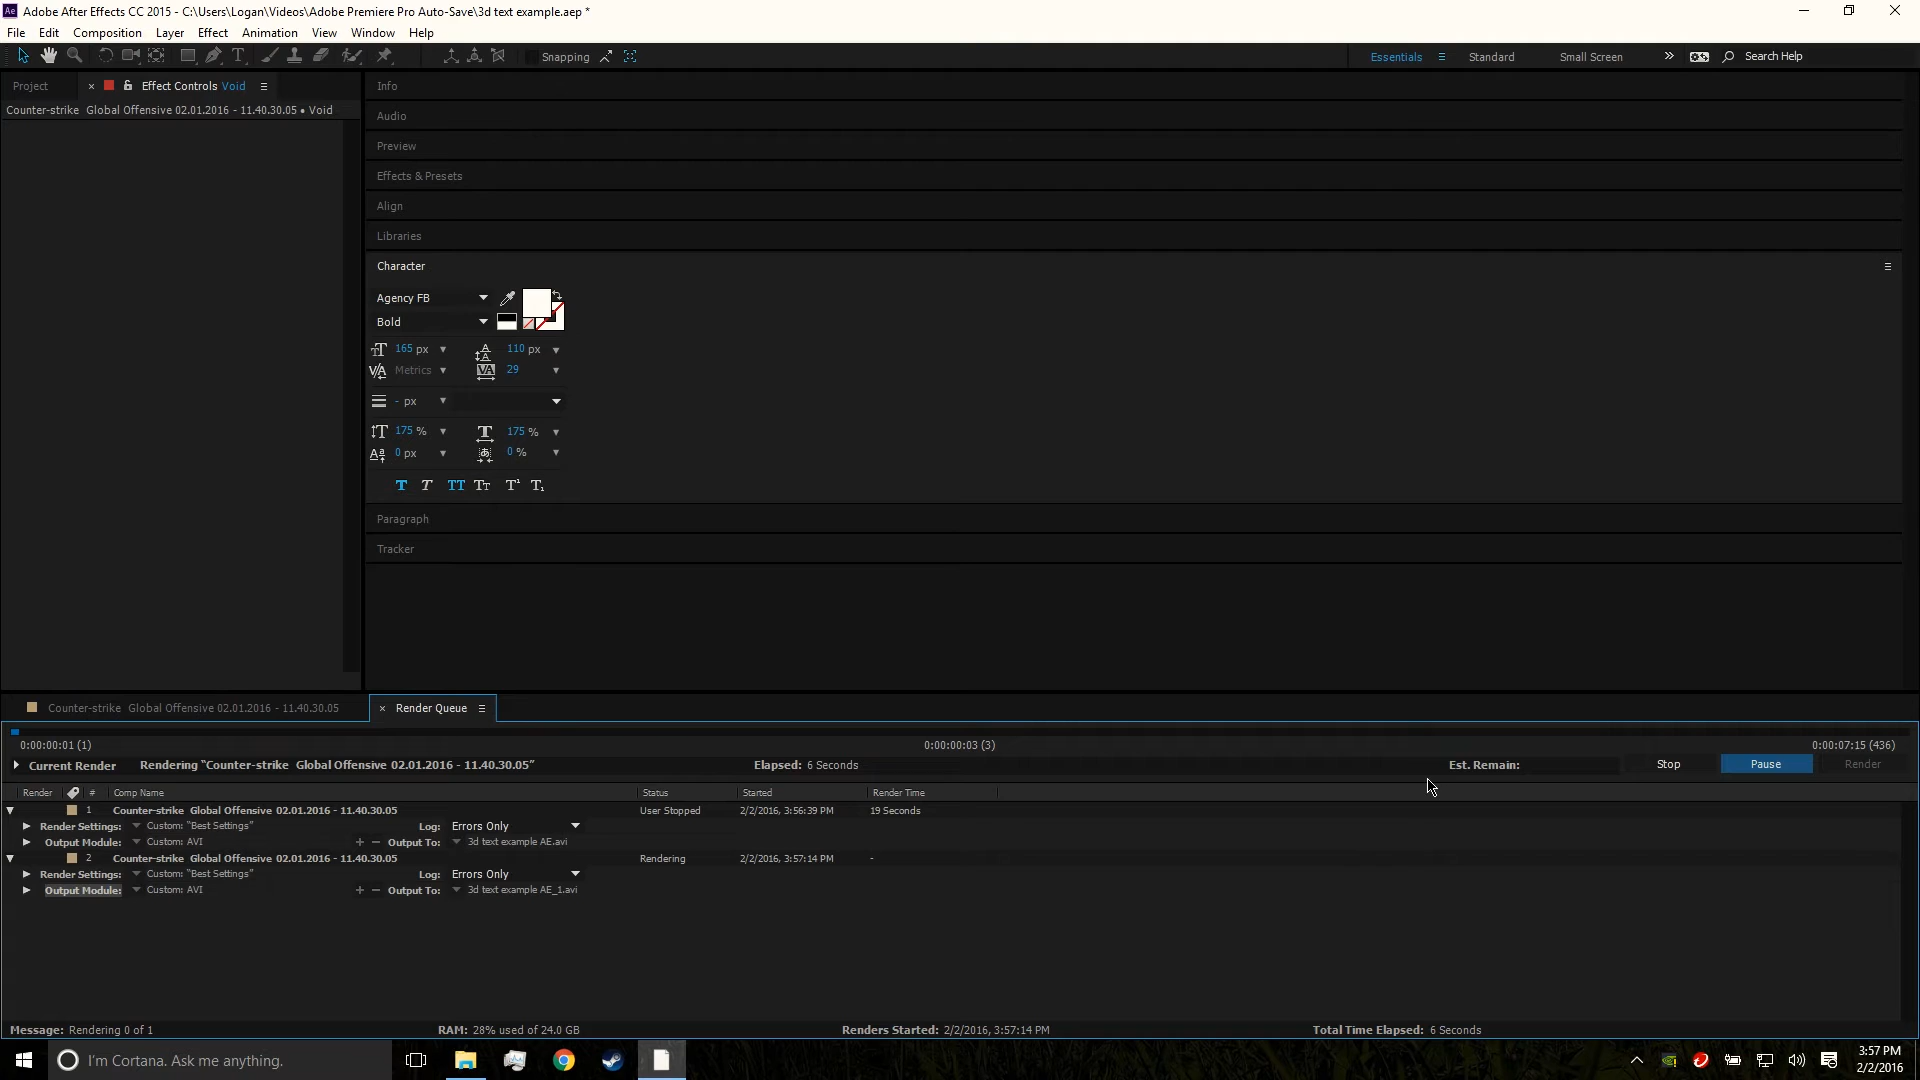 Adobe After Effects CC 2015 - C:\Users\Logan\Videos\Adobe Premiere Pro Auto-Save\3d text example.aep *
File Edit Composition Layer Effect Animation View Window Help
Snapping Essentials Standard Small Screen Search Help
Project Effect Controls Void
Counter-strike Global Offensive 02.01.2016 - 11.40.30.05 • Void
Info
Audio
Preview
Effects & Presets
Align
Libraries
Character
Agency FB
Bold
165 px 110 px
Metrics 29
- px
175 % 175 %
0 px 0 %
T T TT Tt T¹ T₁
Paragraph
Tracker
Counter-strike Global Offensive 02.01.2016 - 11.40.30.05 Render Queue
0:00:00:01 (1) 0:00:00:03 (3) 0:00:07:15 (436)
Current Render Rendering "Counter-strike Global Offensive 02.01.2016 - 11.40.30.05" Elapsed: 6 Seconds Est. Remain: Stop Pause Render
Render # Comp Name Status Started Render Time
1 Counter-strike Global Offensive 02.01.2016 - 11.40.30.05 User Stopped 2/2/2016, 3:56:39 PM 19 Seconds
Render Settings: Custom: "Best Settings" Log: Errors Only
Output Module: Custom: AVI + – Output To: 3d text example AE.avi
2 Counter-strike Global Offensive 02.01.2016 - 11.40.30.05 Rendering 2/2/2016, 3:57:14 PM -
Render Settings: Custom: "Best Settings" Log: Errors Only
Output Module: Custom: AVI + – Output To: 3d text example AE_1.avi
Message: Rendering 0 of 1 RAM: 28% used of 24.0 GB Renders Started: 2/2/2016, 3:57:14 PM Total Time Elapsed: 6 Seconds
I'm Cortana. Ask me anything. 3:57 PM
2/2/2016